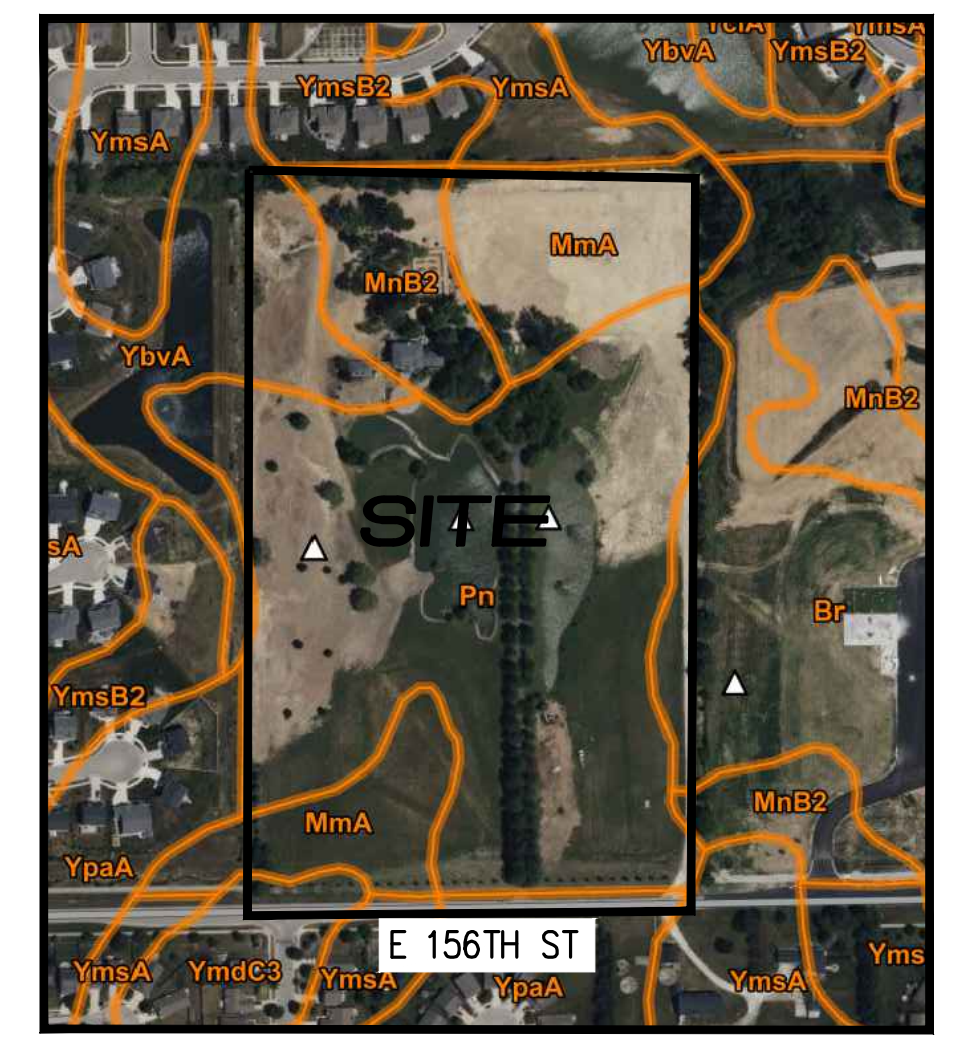 YclA YmsA
YbvA YmsB2
YmsB2 YmsA
YmsA
MmA
MnB2
YbvA
MnB2
SITE
sA
Pn
Br
YmsB2
MnB2
MmA
YpaA
E 156TH ST
Yms
YmsA YmdC3 YmsA YpaA YmsA